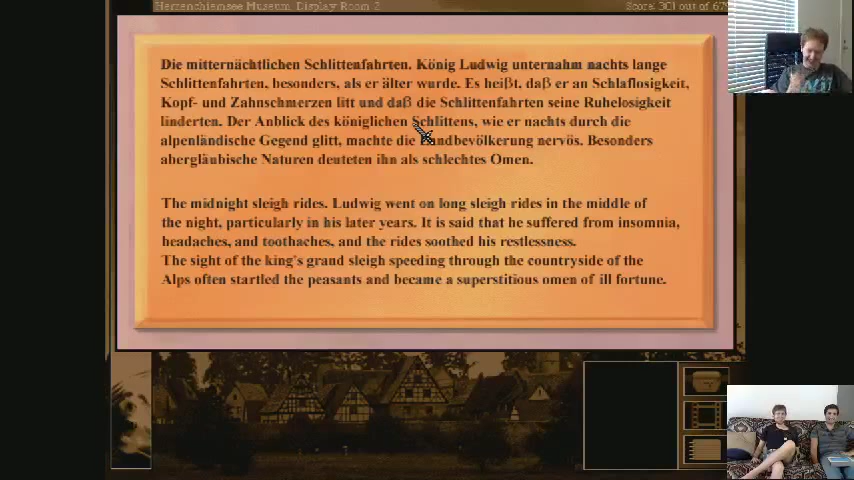 Herrenchiemsee Museum, Display Room 2
Score: 301 out of 679
Die mitternächtlichen Schlittenfahrten. König Ludwig unternahm nachts lange
Schlittenfahrten, besonders, als er älter wurde. Es heißt, daß er an Schlaflosigkeit,
Kopf- und Zahnschmerzen litt und daß die Schlittenfahrten seine Ruhelosigkeit
linderten. Der Anblick des königlichen Schlittens, wie er nachts durch die
alpenländische Gegend glitt, machte die Landbevölkerung nervös. Besonders
abergläubische Naturen deuteten ihn als schlechtes Omen.
The midnight sleigh rides. Ludwig went on long sleigh rides in the middle of
the night, particularly in his later years. It is said that he suffered from insomnia,
headaches, and toothaches, and the rides soothed his restlessness.
The sight of the king's grand sleigh speeding through the countryside of the
Alps often startled the peasants and became a superstitious omen of ill fortune.